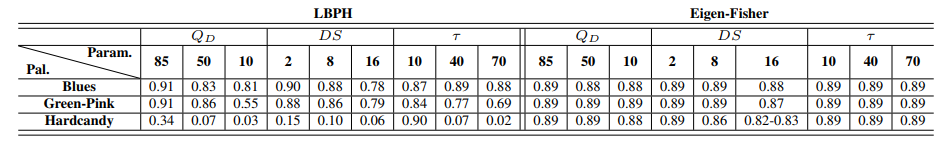 LBPH Eigen-Fisher
Q_D DS τ Q_D DS τ
Param. 85 50 10 2 8 16 10 40 70 85 50 10 2 8 16 10 40 70
Pal.
Blues 0.91 0.83 0.81 0.90 0.88 0.78 0.87 0.89 0.88 0.89 0.88 0.88 0.89 0.89 0.88 0.89 0.89 0.89
Green-Pink 0.91 0.86 0.55 0.88 0.86 0.79 0.84 0.77 0.69 0.89 0.89 0.89 0.89 0.89 0.87 0.89 0.89 0.89
Hardcandy 0.34 0.07 0.03 0.15 0.10 0.06 0.90 0.07 0.02 0.89 0.89 0.88 0.89 0.86 0.82-0.83 0.89 0.89 0.89